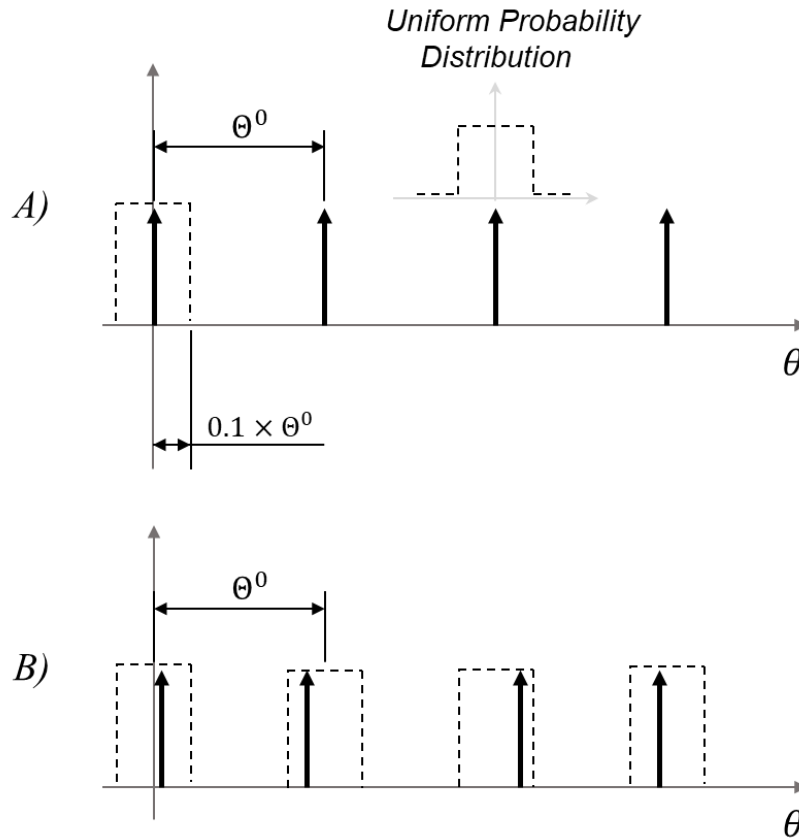 Uniform Probability
Distribution
Θ⁰
A)
θ
0.1 × Θ⁰
Θ⁰
B)
θ